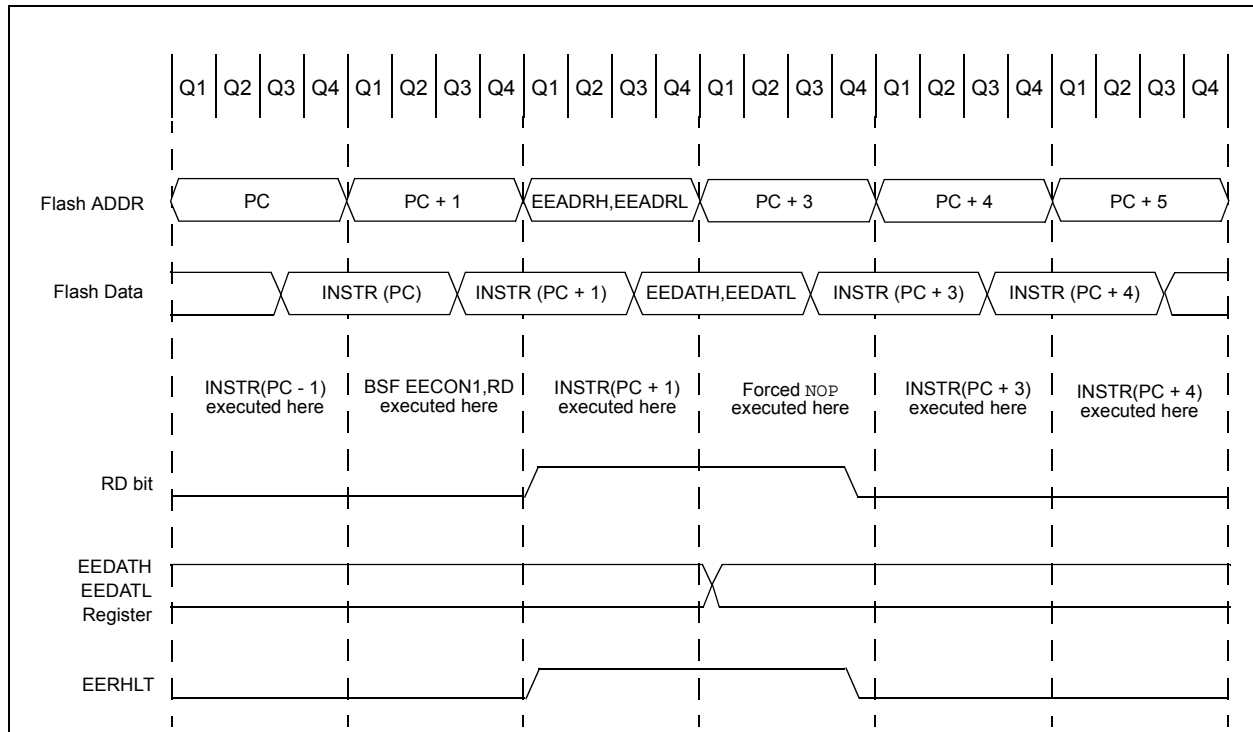 Q1 Q2 Q3 Q4 Q1 Q2 Q3 Q4 Q1 Q2 Q3 Q4 Q1 Q2 Q3 Q4 Q1 Q2 Q3 Q4 Q1 Q2 Q3 Q4
Flash ADDR PC PC + 1 EEADRH,EEADRL PC + 3 PC + 4 PC + 5
Flash Data INSTR (PC) INSTR (PC + 1) EEDATH,EEDATL INSTR (PC + 3) INSTR (PC + 4)
INSTR(PC - 1) BSF EECON1,RD INSTR(PC + 1) Forced NOP INSTR(PC + 3) INSTR(PC + 4)
executed here executed here executed here executed here executed here executed here
RD bit
EEDATH
EEDATL
Register
EERHLT